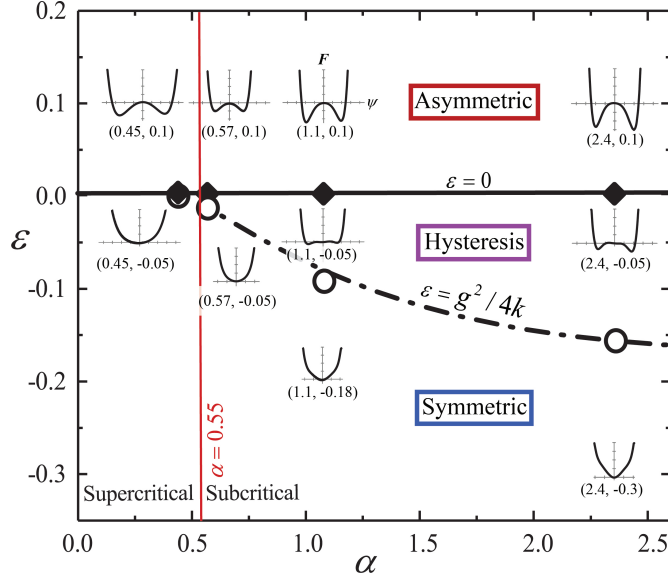 0.2
F
ψ
Asymmetric
0.1
(0.45, 0.1)
(0.57, 0.1)
(1.1, 0.1)
(2.4, 0.1)
ε = 0
0.0
ε
Hysteresis
(0.45, -0.05)
(1.1, -0.05)
(2.4, -0.05)
(0.57, -0.05)
ε = g²/4k
-0.1
-0.2
(1.1, -0.18)
Symmetric
α = 0.55
-0.3
(2.4, -0.3)
Supercritical Subcritical
0.0 0.5 1.0 1.5 2.0 2.5
α